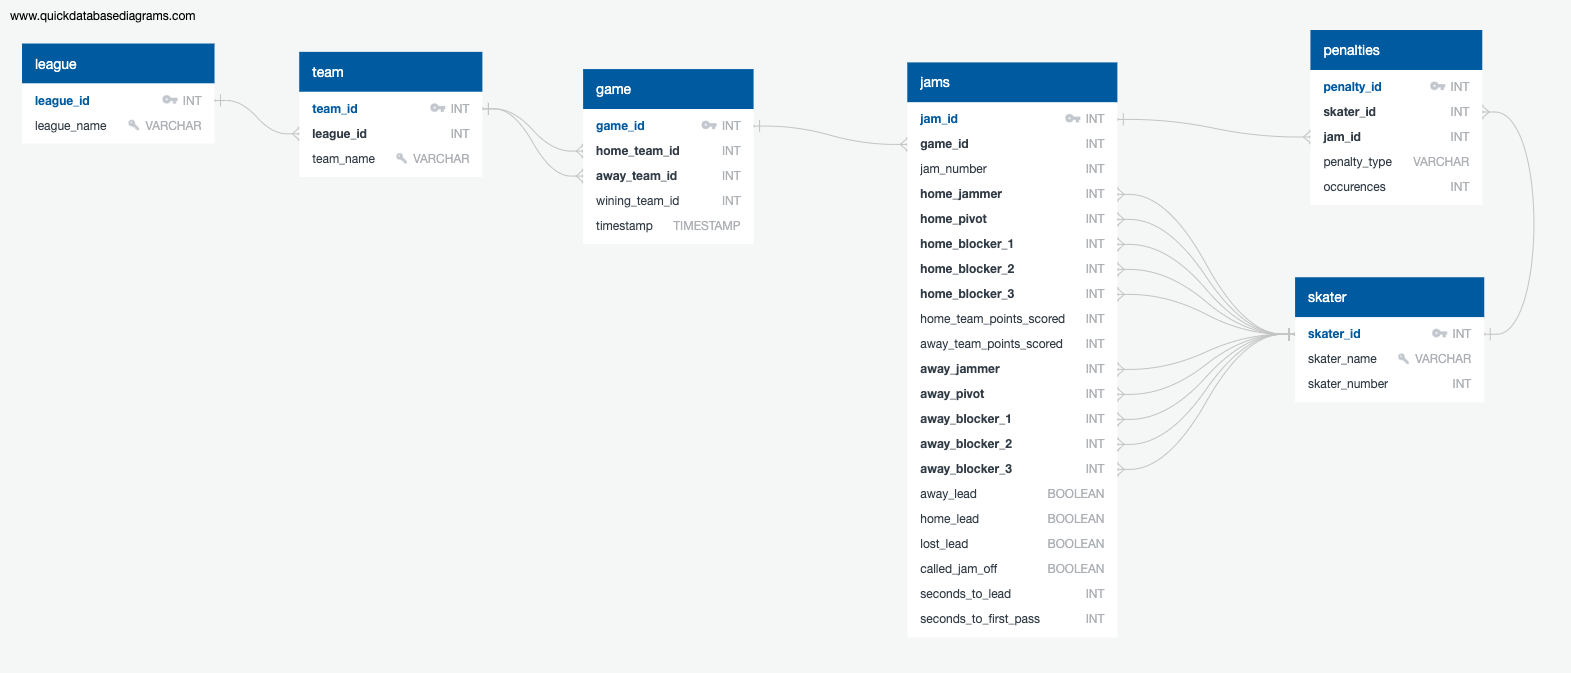 www.quickdatabasediagrams.com
league
league_id INT
league_name VARCHAR
team
team_id INT
league_id INT
team_name VARCHAR
game
game_id INT
home_team_id INT
away_team_id INT
wining_team_id INT
timestamp TIMESTAMP
jams
jam_id INT
game_id INT
jam_number INT
home_jammer INT
home_pivot INT
home_blocker_1 INT
home_blocker_2 INT
home_blocker_3 INT
home_team_points_scored INT
away_team_points_scored INT
away_jammer INT
away_pivot INT
away_blocker_1 INT
away_blocker_2 INT
away_blocker_3 INT
away_lead BOOLEAN
home_lead BOOLEAN
lost_lead BOOLEAN
called_jam_off BOOLEAN
seconds_to_lead INT
seconds_to_first_pass INT
penalties
penalty_id INT
skater_id INT
jam_id INT
penalty_type VARCHAR
occurences INT
skater
skater_id INT
skater_name VARCHAR
skater_number INT